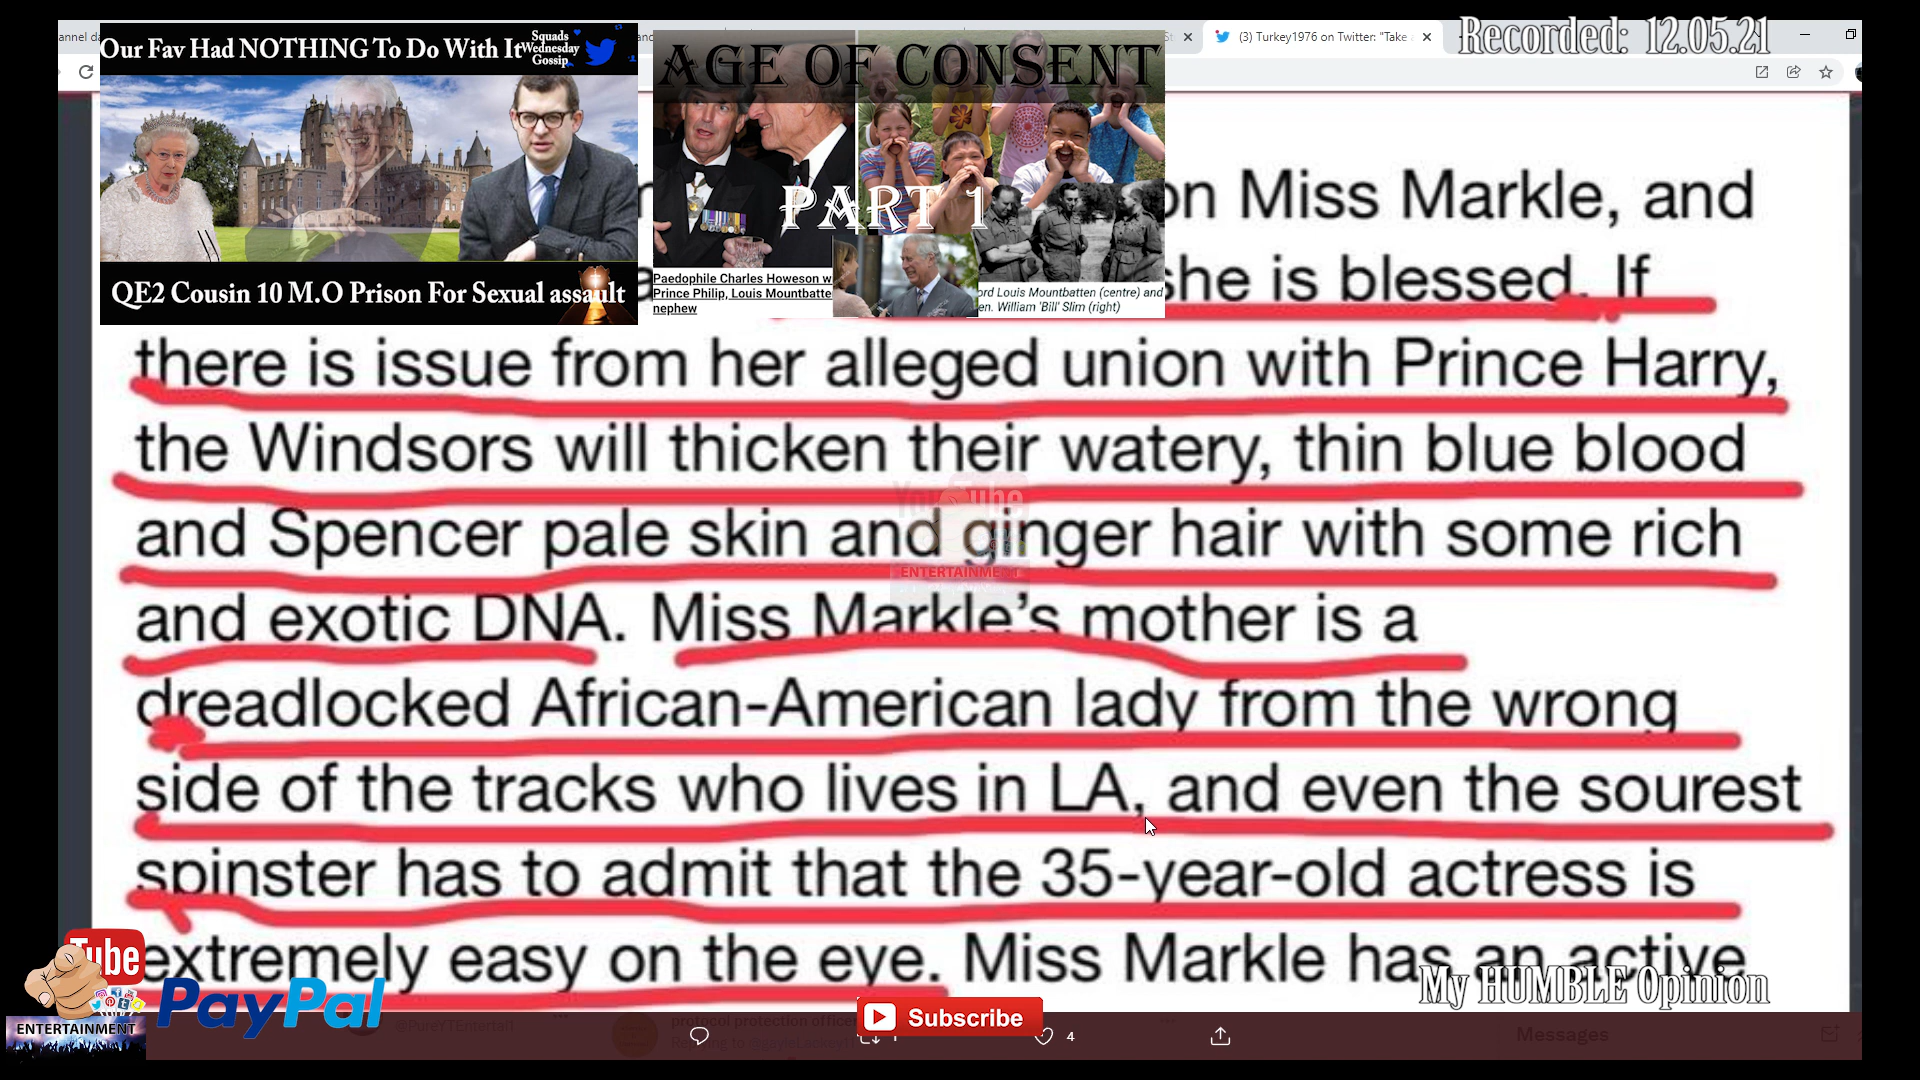 (3) Turkey1976 on Twitter: "Take
Recorded: 12.05.21
Our Fav Had NOTHING To Do With It
Squads
Wednesday
Gossip
QE2 Cousin 10 M.O Prison For Sexual assault
AGE OF CONSENT
PART 1
Paedophile Charles Howeson w
Prince Philip, Louis Mountbatte
nephew
ord Louis Mountbatten (centre) and
en. William 'Bill' Slim (right)
on Miss Markle, and
she is blessed. If
there is issue from her alleged union with Prince Harry,
the Windsors will thicken their watery, thin blue blood
and Spencer pale skin and ginger hair with some rich
and exotic DNA. Miss Markle's mother is a
dreadlocked African-American lady from the wrong
side of the tracks who lives in LA, and even the sourest
spinster has to admit that the 35-year-old actress is
extremely easy on the eye. Miss Markle has an active
YouTube
ENTERTAINMENT
My HUMBLE Opinion
Tube
ENTERTAINMENT
PayPal
Subscribe
protocol protection office
4
Messages